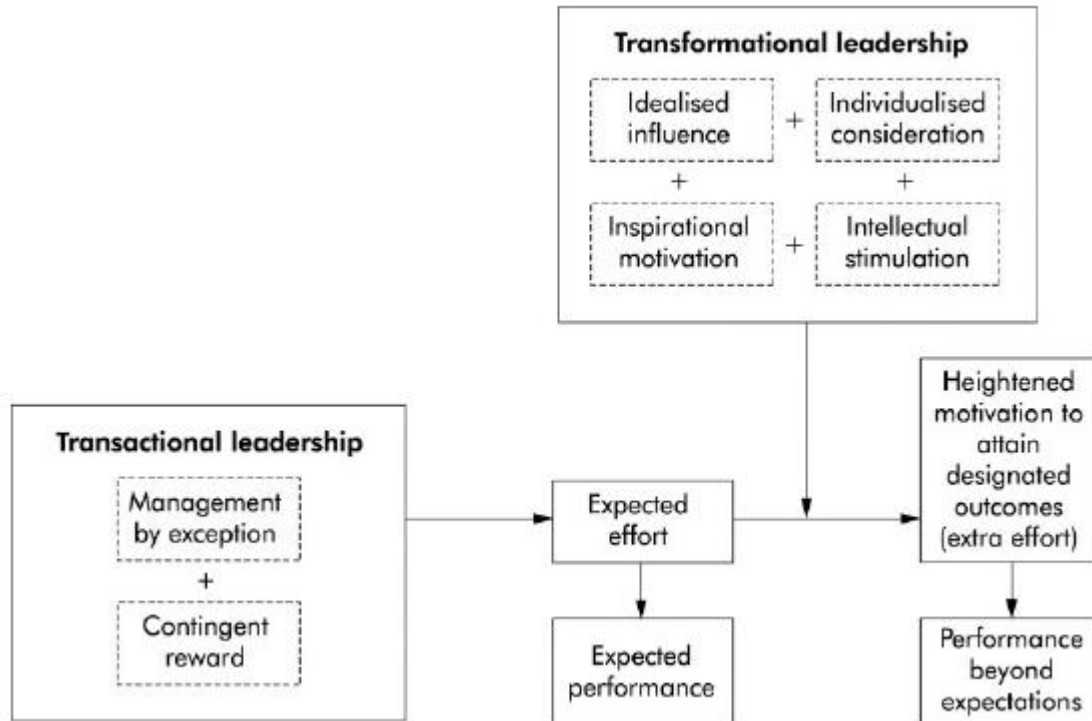 Transformational leadership
Idealised
influence
+
Individualised
consideration
+
+
Inspirational
motivation
+
Intellectual
stimulation
Transactional leadership
Management
by exception
+
Contingent
reward
Expected
effort
Expected
performance
Heightened
motivation to
attain
designated
outcomes
(extra effort)
Performance
beyond
expectations